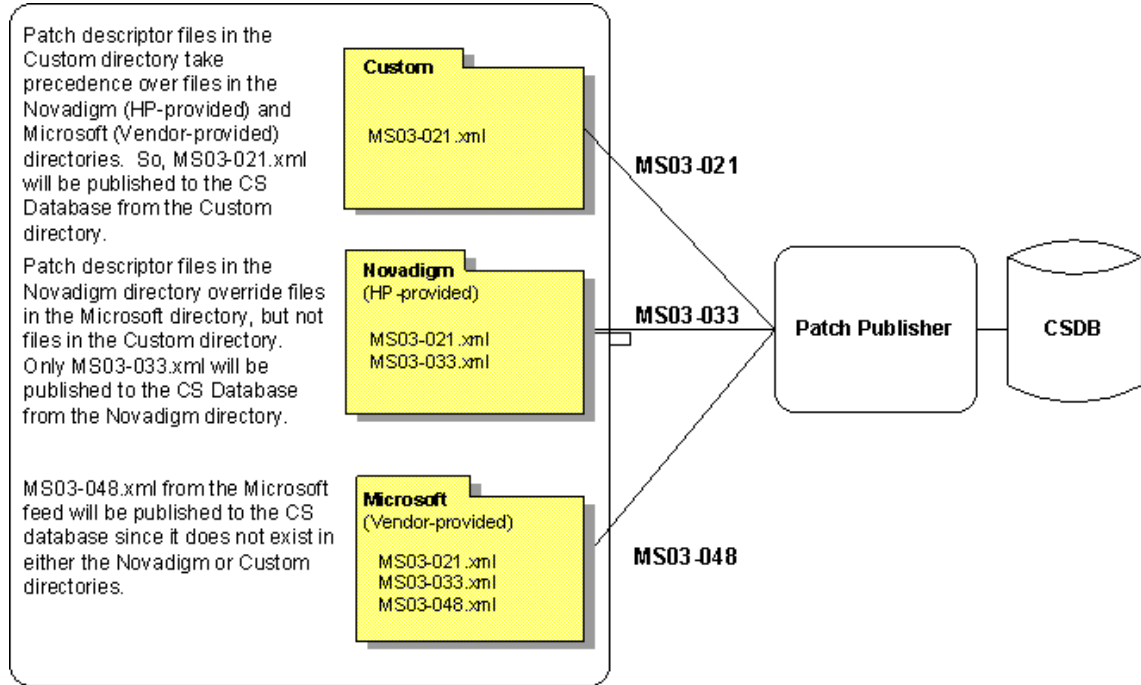 Patch descriptor files in the
Custom directory take
precedence over files in the
Novadigm (HP-provided) and
Microsoft (Vendor-provided)
directories. So, MS03-021.xml
will be published to the CS
Database from the Custom
directory.
Custom
MS03-021.xml
MS03-021
Patch descriptor files in the
Novadigm directory override files
in the Microsoft directory, but not
files in the Custom directory.
Only MS03-033.xml will be
published to the CS Database
from the Novadigm directory.
Novadigm
(HP-provided)
MS03-021.xml
MS03-033.xml
MS03-033
Patch Publisher
CSDB
MS03-048.xml from the Microsoft
feed will be published to the CS
database since it does not exist in
either the Novadigm or Custom
directories.
Microsoft
(Vendor-provided)
MS03-021.xml
MS03-033.xml
MS03-048.xml
MS03-048